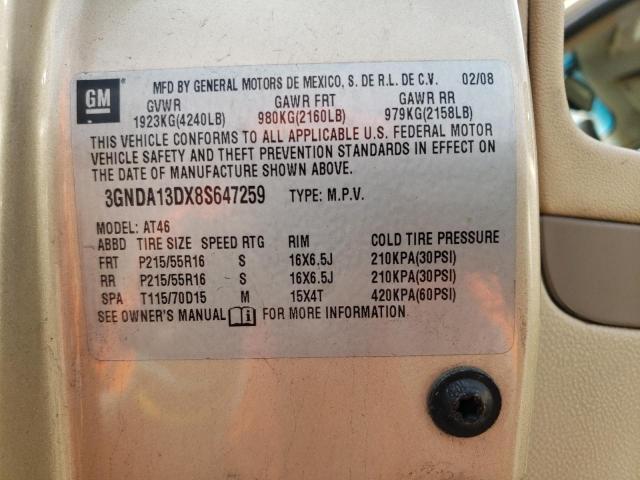 GM
MFD BY GENERAL MOTORS DE MEXICO, S. DE R.L. DE C.V. 02/08
GVWR GAWR FRT GAWR RR
1923KG(4240LB) 980KG(2160LB) 979KG(2158LB)
THIS VEHICLE CONFORMS TO ALL APPLICABLE U.S. FEDERAL MOTOR
VEHICLE SAFETY AND THEFT PREVENTION STANDARDS IN EFFECT ON
THE DATE OF MANUFACTURE SHOWN ABOVE.
3GNDA13DX8S647259 TYPE: M.P.V.
MODEL: AT46
ABBD TIRE SIZE SPEED RTG RIM COLD TIRE PRESSURE
FRT P215/55R16 S 16X6.5J 210KPA(30PSI)
RR P215/55R16 S 16X6.5J 210KPA(30PSI)
SPA T115/70D15 M 15X4T 420KPA(60PSI)
SEE OWNER'S MANUAL i FOR MORE INFORMATION